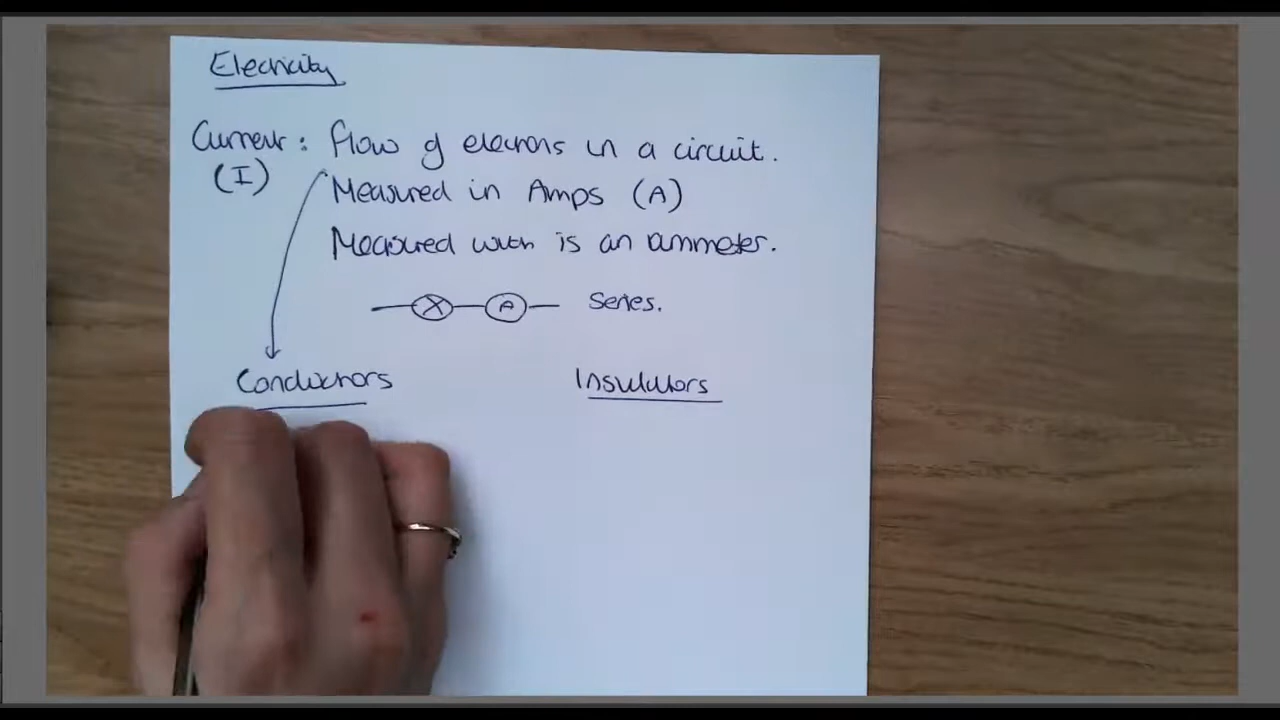 Electricity
Current : flow of electrons in a circuit.
(I)
Measured in Amps (A)
Measured with is an ammeter.
X A Series.
Conductors Insulators